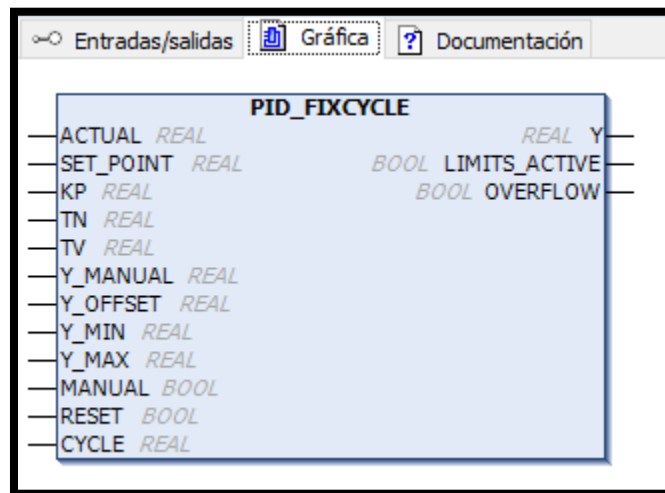 Entradas/salidas Gráfica ? Documentación
PID_FIXCYCLE
ACTUAL REAL REAL Y
SET_POINT REAL BOOL LIMITS_ACTIVE
KP REAL BOOL OVERFLOW
TN REAL
TV REAL
Y_MANUAL REAL
Y_OFFSET REAL
Y_MIN REAL
Y_MAX REAL
MANUAL BOOL
RESET BOOL
CYCLE REAL